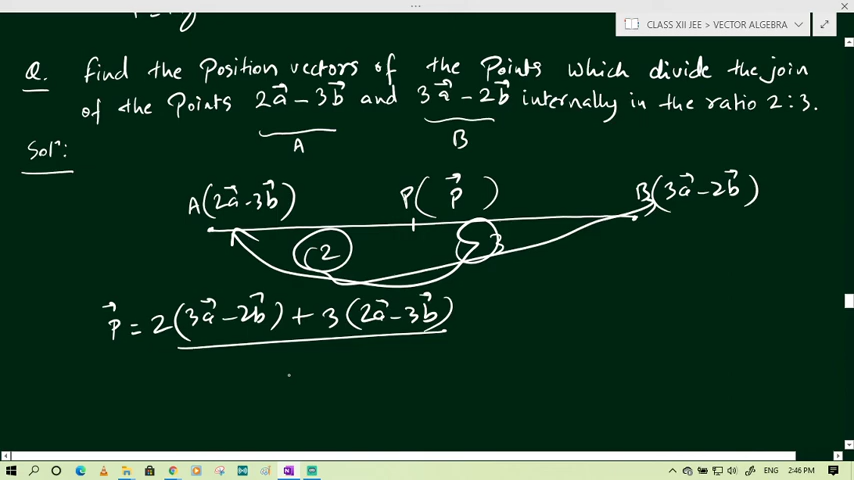 CLASS XII JEE > VECTOR ALGEBRA
Q. Find the Position vectors of the Points which divide the join
of the Points 2a⃗ - 3b⃗ and 3a⃗ - 2b⃗ internally in the ratio 2:3.
A B
Solⁿ:
A(2a⃗ - 3b⃗) P(P⃗) B(3a⃗ - 2b⃗)
2 3
P⃗ = 2(3a⃗ - 2b⃗) + 3(2a⃗ - 3b⃗)
ENG 2:46 PM